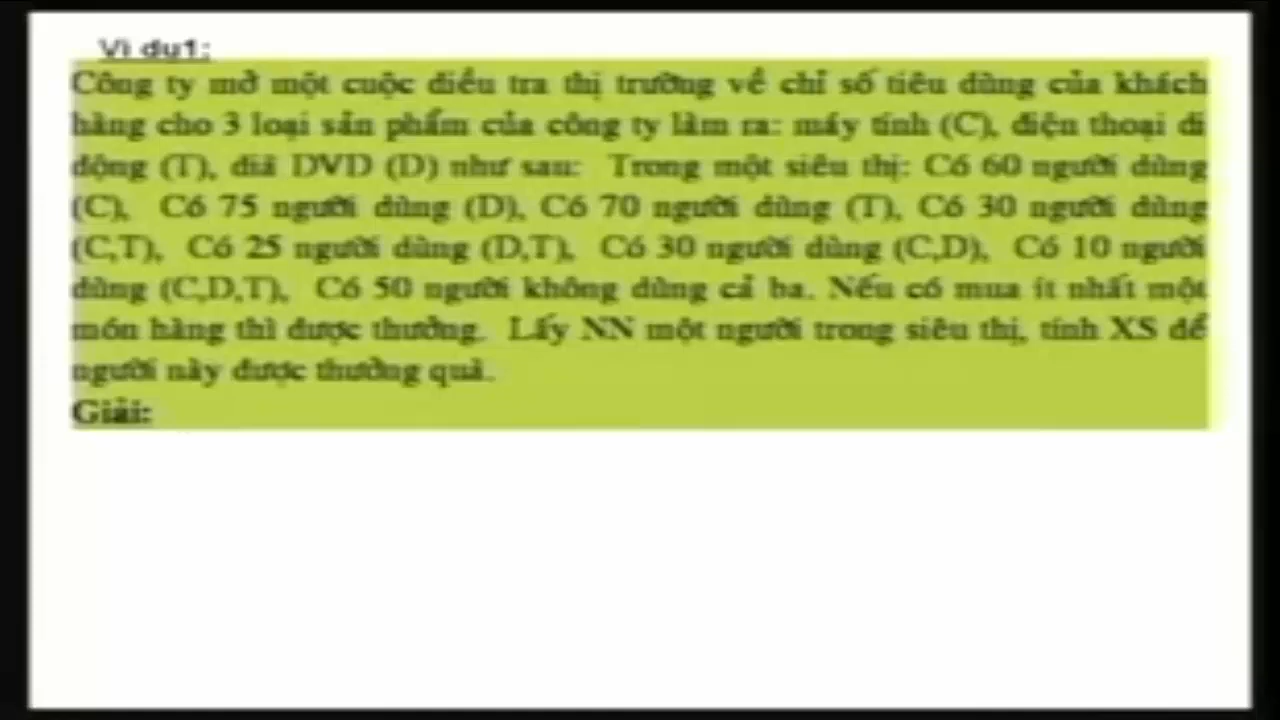 Ví dụ1:
Công ty mở một cuộc điều tra thị trường về chỉ số tiêu dùng của khách
hàng cho 3 loại sản phẩm của công ty làm ra: máy tính (C), điện thoại di
động (T), điã DVD (D) như sau: Trong một siêu thị: Có 60 người dùng
(C), Có 75 người dùng (D), Có 70 người dùng (T), Có 30 người dùng
(C,T), Có 25 người dùng (D,T), Có 30 người dùng (C,D), Có 10 người
dùng (C,D,T), Có 50 người không dùng cả ba. Nếu có mua ít nhất một
món hàng thì được thưởng. Lấy NN một người trong siêu thị, tính XS để
người này được thưởng quà.
Giải: